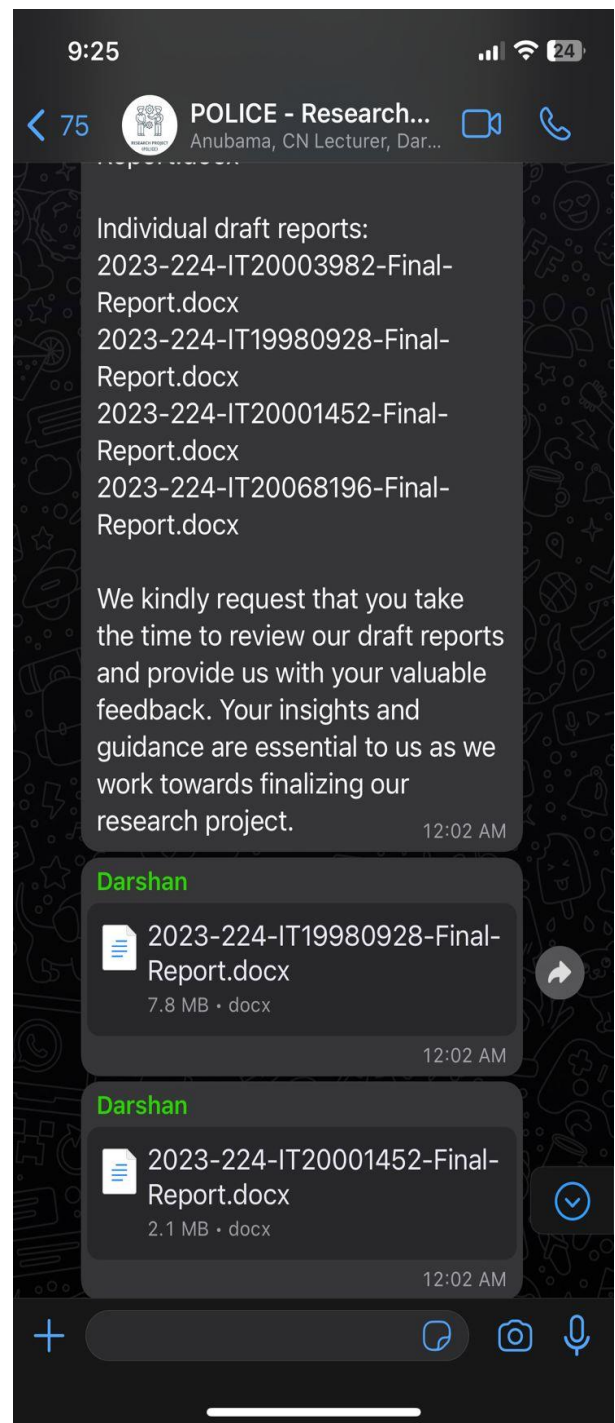 9:25
24
75
POLICE - Research...
Anubama, CN Lecturer, Dar...
Individual draft reports:
2023-224-IT20003982-Final-
Report.docx
2023-224-IT19980928-Final-
Report.docx
2023-224-IT20001452-Final-
Report.docx
2023-224-IT20068196-Final-
Report.docx
We kindly request that you take
the time to review our draft reports
and provide us with your valuable
feedback. Your insights and
guidance are essential to us as we
work towards finalizing our
research project.
12:02 AM
Darshan
2023-224-IT19980928-Final-
Report.docx
7.8 MB • docx
12:02 AM
Darshan
2023-224-IT20001452-Final-
Report.docx
2.1 MB • docx
12:02 AM